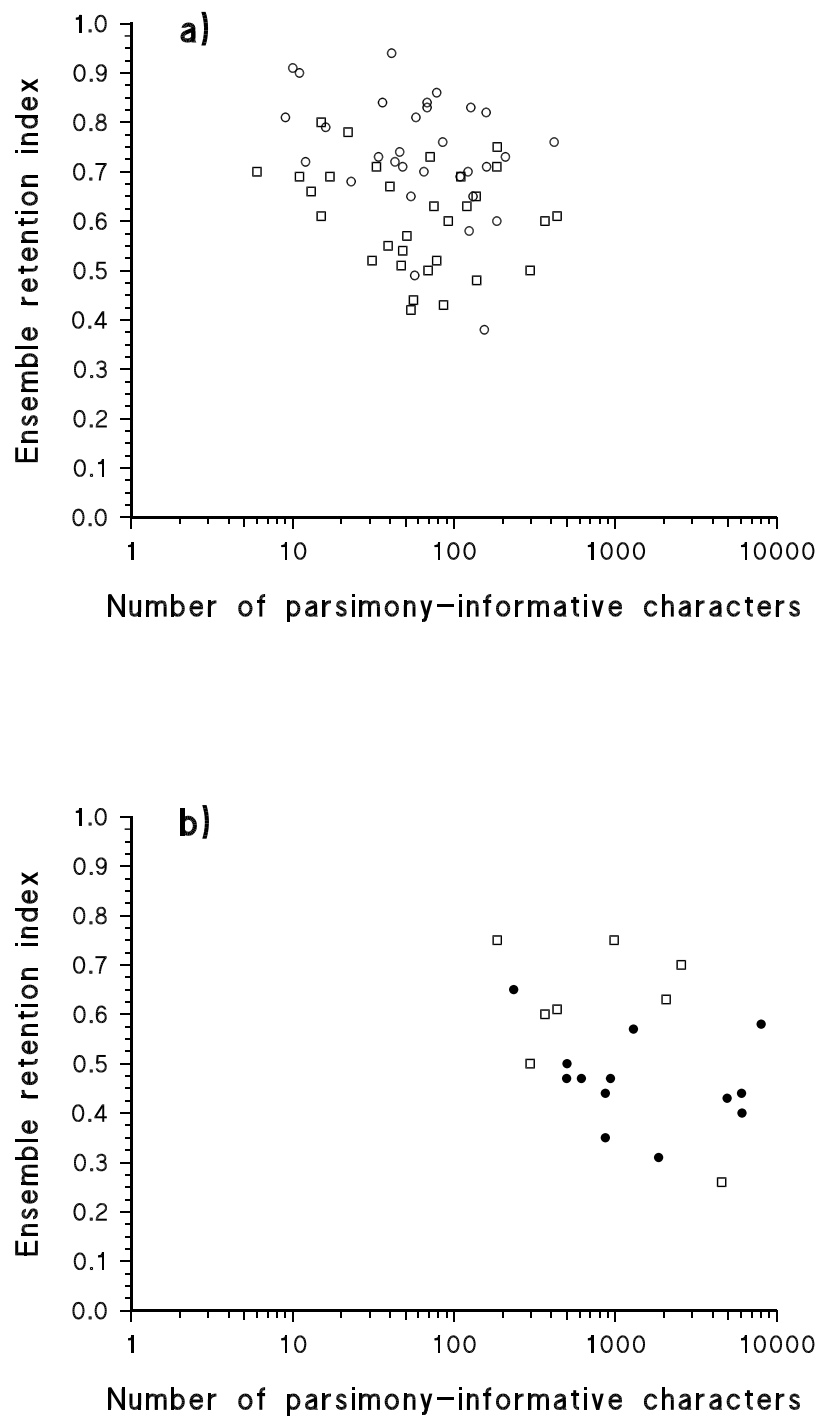 a)
1.0
0.9
0.8
0.7
0.6
0.5
0.4
0.3
0.2
0.1
0.0
Ensemble retention index
1 10 100 1000 10000
Number of parsimony-informative characters
b)
1.0
0.9
0.8
0.7
0.6
0.5
0.4
0.3
0.2
0.1
0.0
Ensemble retention index
1 10 100 1000 10000
Number of parsimony-informative characters